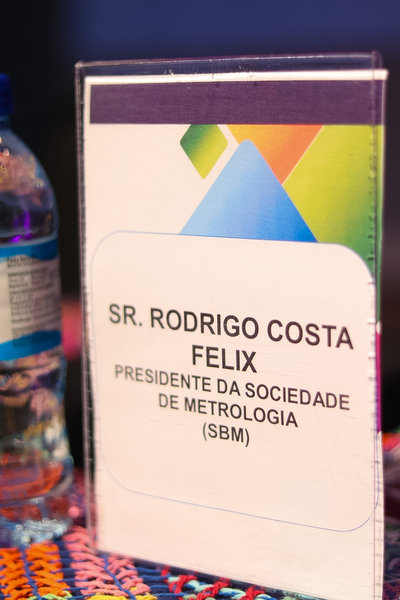 SR. RODRIGO COSTA
FELIX
PRESIDENTE DA SOCIEDADE
DE METROLOGIA
(SBM)